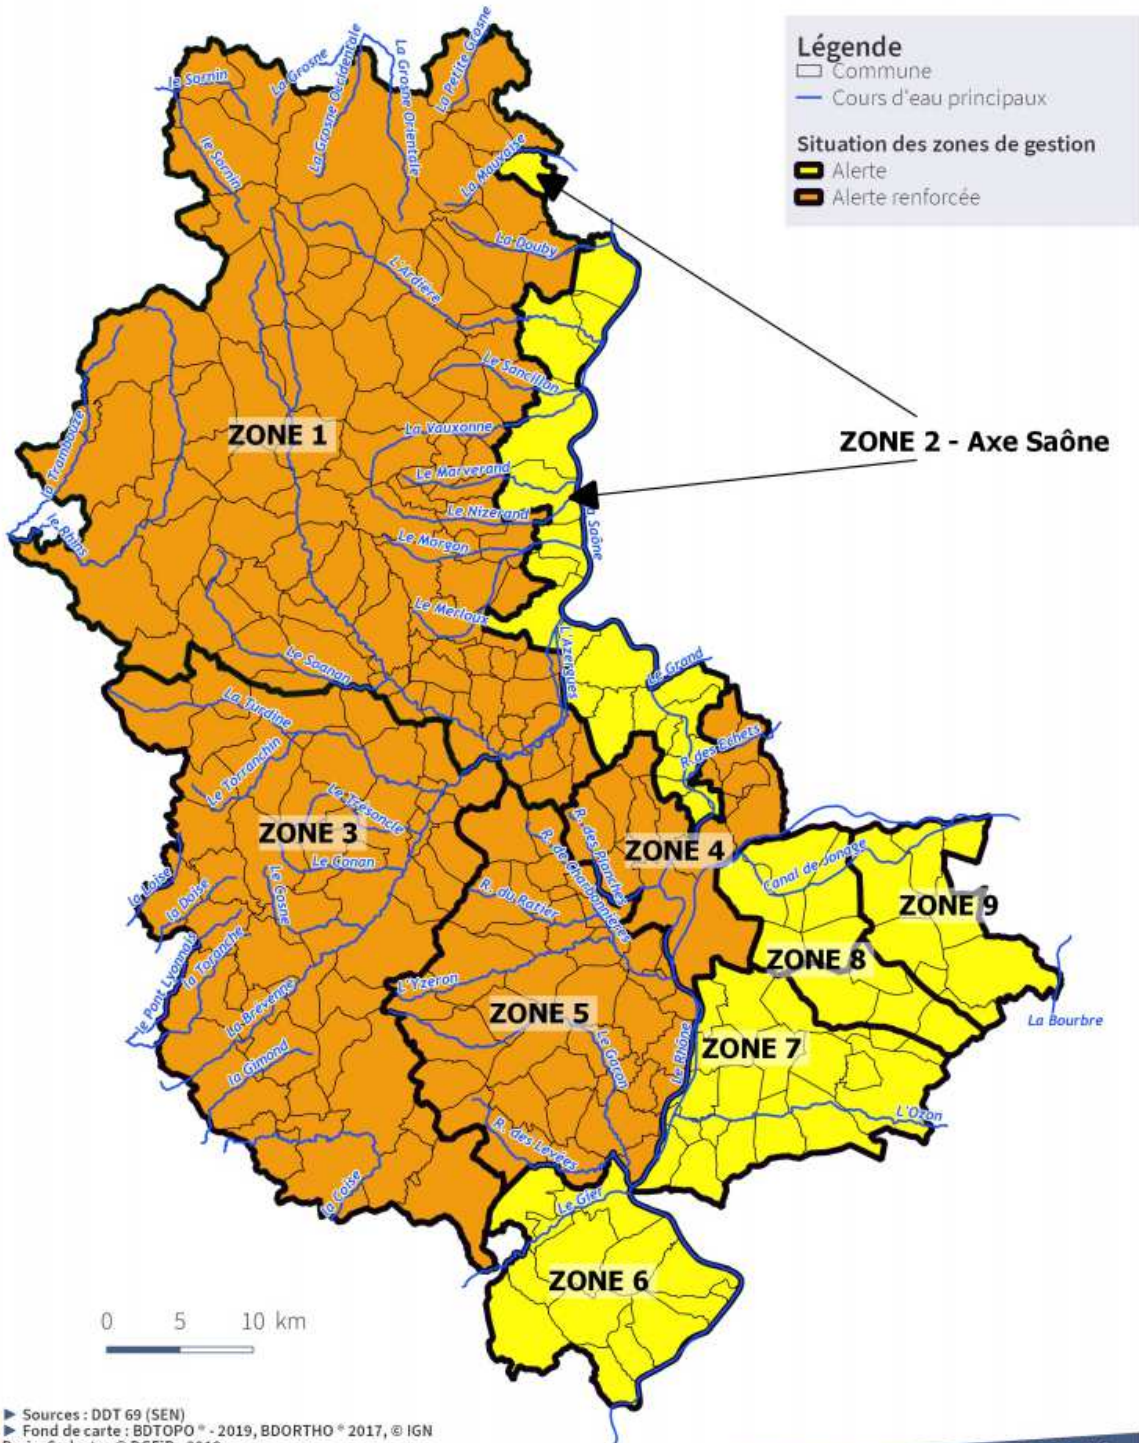 Légende
Commune
Cours d'eau principaux
Situation des zones de gestion
Alerte
Alerte renforcée
le Sornin
La Grosne
La Grosne Occidentale
La Grosne Orientale
La Petite Grosne
le Sornin
La Mauvaise
La Douby
L'Ardière
Le Sancillon
ZONE 1
La Vauxonne
ZONE 2 - Axe Saône
la Trambouze
Le Marverand
Le Nizerand
la Saône
le Rhins
Le Morgon
Le Merloux
L'Azergues
Le Soanan
Le Grand
La Turdine
R. des Echets
Le Torranchin
Le Trésoncle
ZONE 3
R. des Planches
ZONE 4
R. de Charbonnières
Le Conan
Canal de Jonage
La Loise
la Doise
Le Cosne
R. du Ratier
ZONE 9
la Toranche
le Pont Lyonnais
ZONE 8
L'Yzeron
La Brévenne
ZONE 5
La Bourbre
Le Garon
Le Rhône
ZONE 7
la Gimond
L'Ozon
R. des Levées
la Coise
Le Gier
ZONE 6
0 5 10 km
► Sources : DDT 69 (SEN)
► Fond de carte : BDTOPO ® - 2019, BDORTHO ® 2017, © IGN